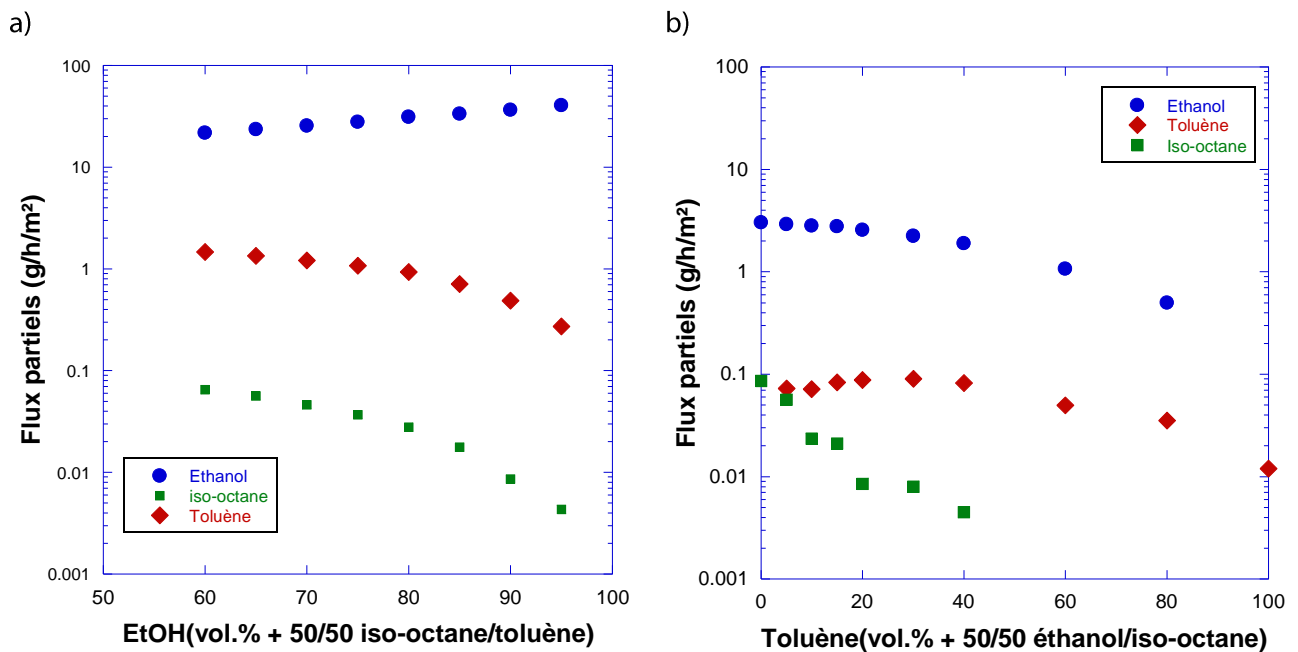 a)
100
10
1
0.1
0.01
0.001
Flux partiels (g/h/m²)
Ethanol
iso-octane
Toluène
50
60
70
80
90
100
EtOH(vol.% + 50/50 iso-octane/toluène)
b)
100
10
1
0.1
0.01
0.001
Flux partiels (g/h/m²)
Ethanol
Toluène
Iso-octane
0
20
40
60
80
100
Toluène(vol.% + 50/50 éthanol/iso-octane)